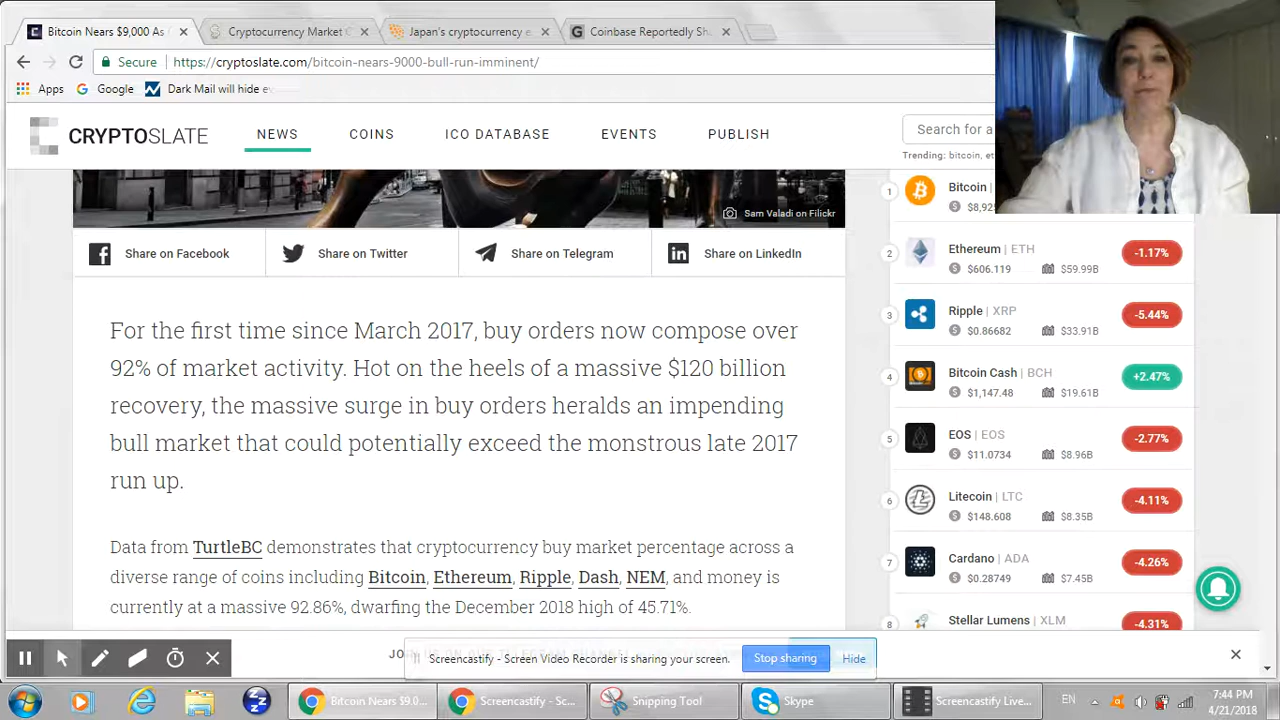 Bitcoin Nears $9,000 As
Cryptocurrency Market C
Japan's cryptocurrency e
Coinbase Reportedly Sh
Secure
https://cryptoslate.com/bitcoin-nears-9000-bull-run-imminent/
Apps
Google
Dark Mail will hide
CRYPTOSLATE
NEWS
COINS
ICO DATABASE
EVENTS
PUBLISH
Search for a
Trending: bitcoin, et
Sam Valadi on Filickr
Share on Facebook
Share on Twitter
Share on Telegram
Share on LinkedIn
For the first time since March 2017, buy orders now compose over
92% of market activity. Hot on the heels of a massive $120 billion
recovery, the massive surge in buy orders heralds an impending
bull market that could potentially exceed the monstrous late 2017
run up.
Data from TurtleBC demonstrates that cryptocurrency buy market percentage across a
diverse range of coins including Bitcoin, Ethereum, Ripple, Dash, NEM, and money is
currently at a massive 92.86%, dwarfing the December 2018 high of 45.71%.
1 Bitcoin |
$8,92
2 Ethereum | ETH -1.17%
$606.119 $59.99B
3 Ripple | XRP -5.44%
$0.86682 $33.91B
4 Bitcoin Cash | BCH +2.47%
$1,147.48 $19.61B
5 EOS | EOS -2.77%
$11.0734 $8.96B
6 Litecoin | LTC -4.11%
$148.608 $8.35B
7 Cardano | ADA -4.26%
$0.28749 $7.45B
8 Stellar Lumens | XLM -4.31%
Screencastify - Screen Video Recorder is sharing your screen.
Stop sharing
Hide
Bitcoin Nears $9,0...
Screencastify - Sc...
Snipping Tool
Skype
Screencastify Live...
EN
7:44 PM
4/21/2018